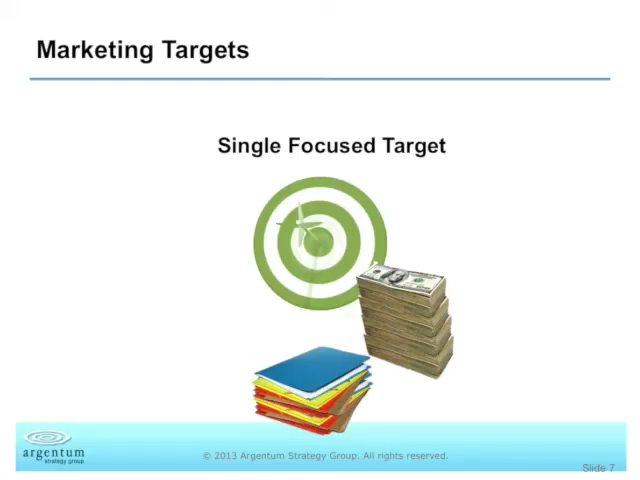 Marketing Targets
Single Focused Target
argentum
strategy group
© 2013 Argentum Strategy Group. All rights reserved.
Slide 7